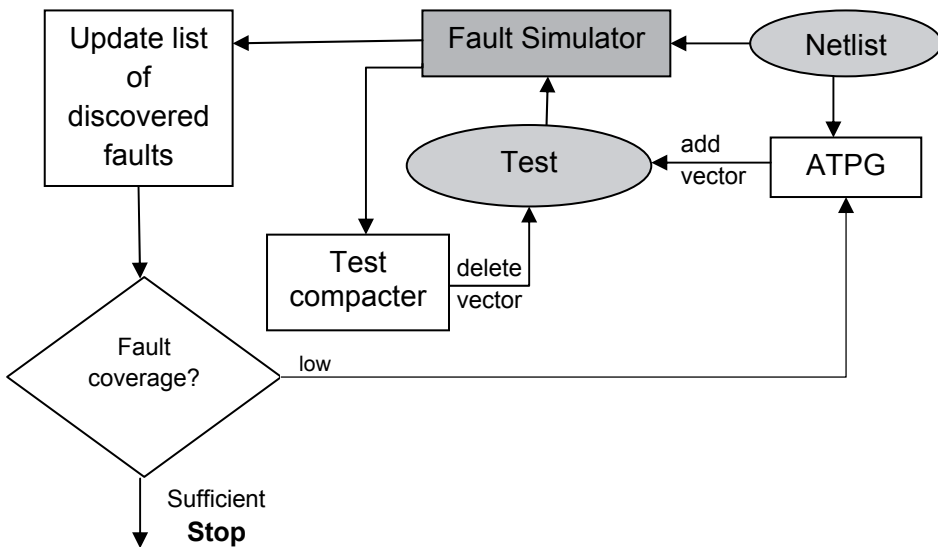 Update list
of
discovered
faults
Fault Simulator
Netlist
Test
add
vector
ATPG
Test
compacter
delete
vector
Fault
coverage?
low
Sufficient
Stop